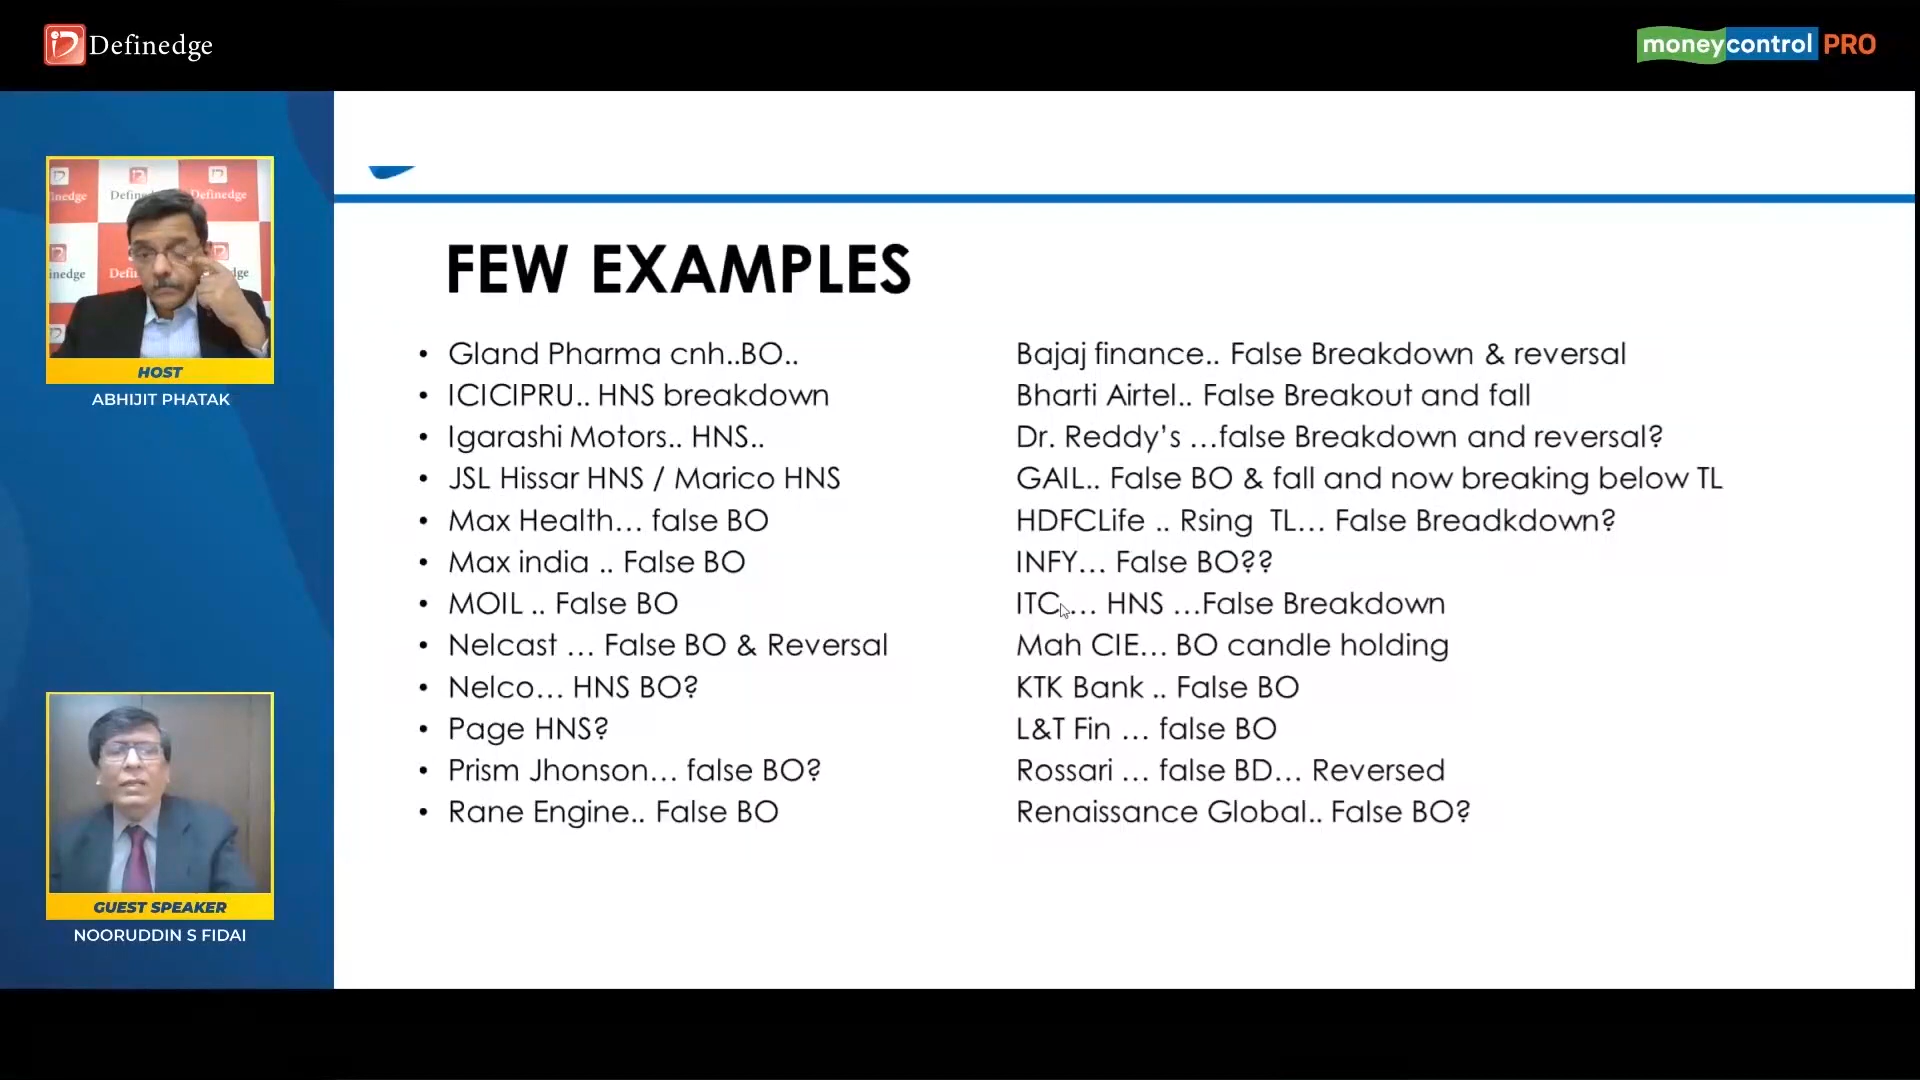 Definedge
moneycontrol PRO
HOST
ABHIJIT PHATAK
GUEST SPEAKER
NOORUDDIN S FIDAI
FEW EXAMPLES
• Gland Pharma cnh..BO..
• ICICIPRU.. HNS breakdown
• Igarashi Motors.. HNS..
• JSL Hissar HNS / Marico HNS
• Max Health… false BO
• Max india .. False BO
• MOIL .. False BO
• Nelcast … False BO & Reversal
• Nelco… HNS BO?
• Page HNS?
• Prism Jhonson… false BO?
• Rane Engine.. False BO
Bajaj finance.. False Breakdown & reversal
Bharti Airtel.. False Breakout and fall
Dr. Reddy’s …false Breakdown and reversal?
GAIL.. False BO & fall and now breaking below TL
HDFCLife .. Rsing TL… False Breadkdown?
INFY… False BO??
ITC… HNS …False Breakdown
Mah CIE… BO candle holding
KTK Bank .. False BO
L&T Fin … false BO
Rossari … false BD… Reversed
Renaissance Global.. False BO?